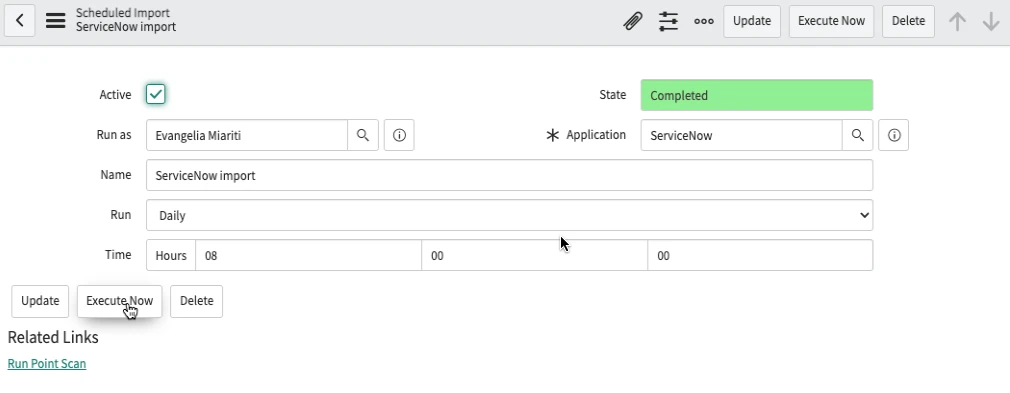 Scheduled Import
ServiceNow import
Update
Execute Now
Delete
Active
State
Completed
Run as
Evangelia Miariti
Application
ServiceNow
Name
ServiceNow import
Run
Daily
Time
Hours
08
00
00
Update
Execute Now
Delete
Related Links
Run Point Scan